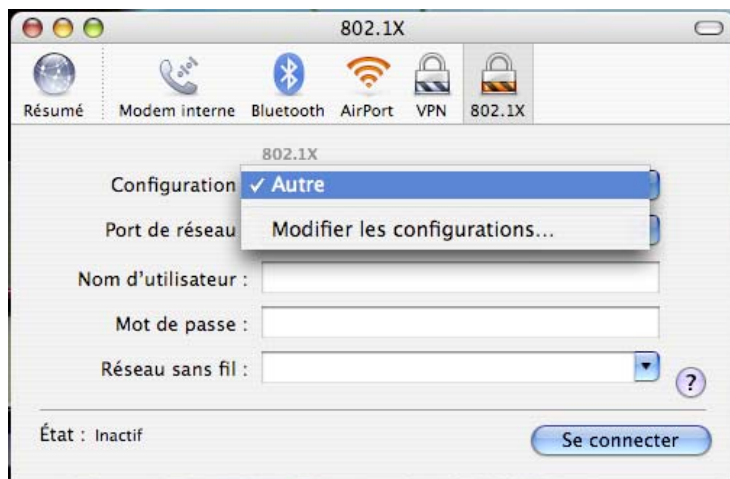 802.1X
Résumé Modem interne Bluetooth AirPort VPN 802.1X
802.1X
Configuration ✓ Autre
Modifier les configurations...
Port de réseau
Nom d'utilisateur :
Mot de passe :
Réseau sans fil :
?
État : Inactif
Se connecter